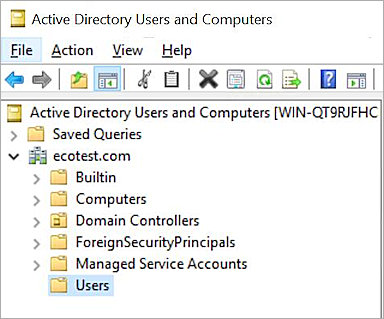 Active Directory Users and Computers
File Action View Help
Active Directory Users and Computers [WIN-QT9RJFHC
Saved Queries
ecotest.com
Builtin
Computers
Domain Controllers
ForeignSecurityPrincipals
Managed Service Accounts
Users